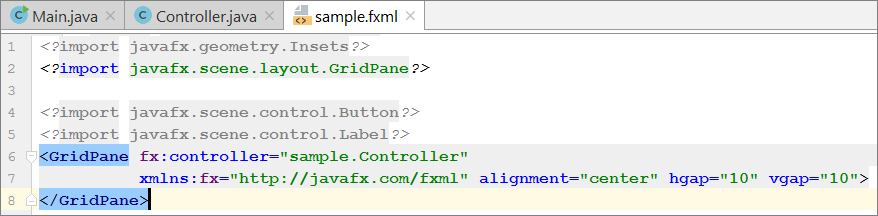 Main.java Controller.java sample.fxml
1 <?import javafx.geometry.Insets?>
2 <?import javafx.scene.layout.GridPane?>
3
4 <?import javafx.scene.control.Button?>
5 <?import javafx.scene.control.Label?>
6 <GridPane fx:controller="sample.Controller"
7 xmlns:fx="http://javafx.com/fxml" alignment="center" hgap="10" vgap="10">
8 </GridPane>